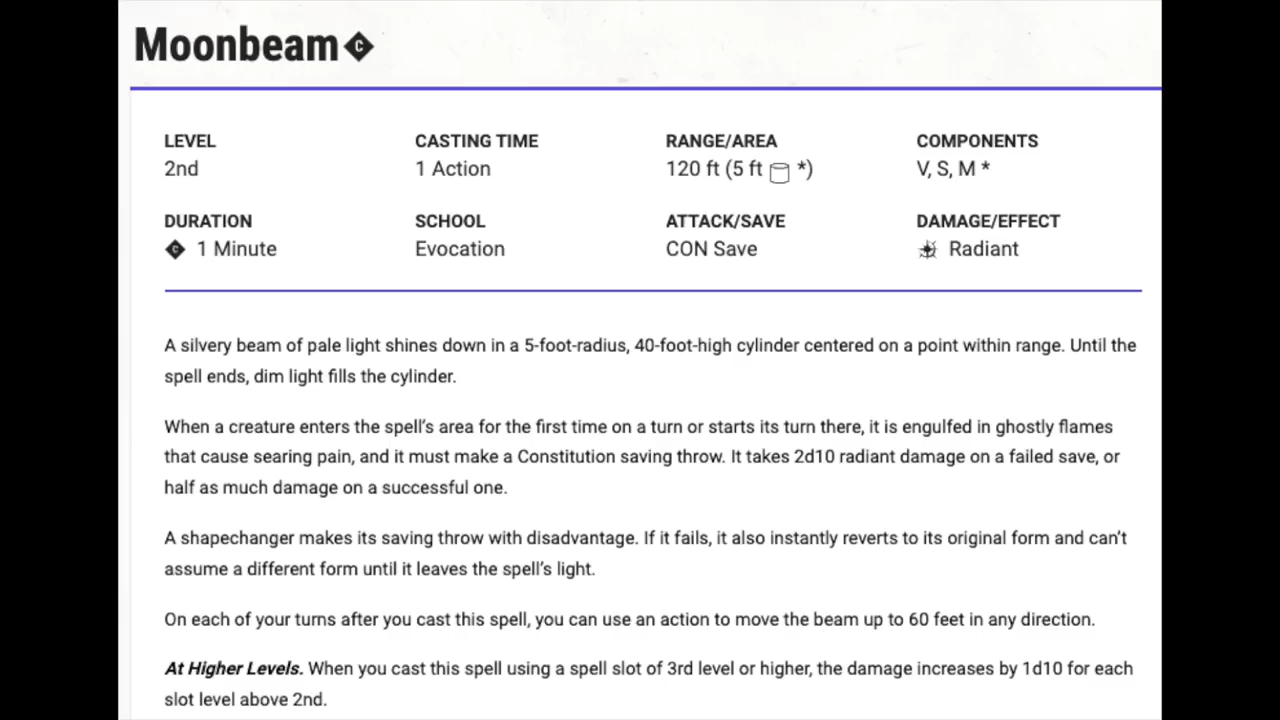 Moonbeam C
LEVEL CASTING TIME RANGE/AREA COMPONENTS
2nd 1 Action 120 ft (5 ft *) V, S, M *
DURATION SCHOOL ATTACK/SAVE DAMAGE/EFFECT
C 1 Minute Evocation CON Save Radiant
A silvery beam of pale light shines down in a 5-foot-radius, 40-foot-high cylinder centered on a point within range. Until the
spell ends, dim light fills the cylinder.
When a creature enters the spell's area for the first time on a turn or starts its turn there, it is engulfed in ghostly flames
that cause searing pain, and it must make a Constitution saving throw. It takes 2d10 radiant damage on a failed save, or
half as much damage on a successful one.
A shapechanger makes its saving throw with disadvantage. If it fails, it also instantly reverts to its original form and can't
assume a different form until it leaves the spell's light.
On each of your turns after you cast this spell, you can use an action to move the beam up to 60 feet in any direction.
At Higher Levels. When you cast this spell using a spell slot of 3rd level or higher, the damage increases by 1d10 for each
slot level above 2nd.